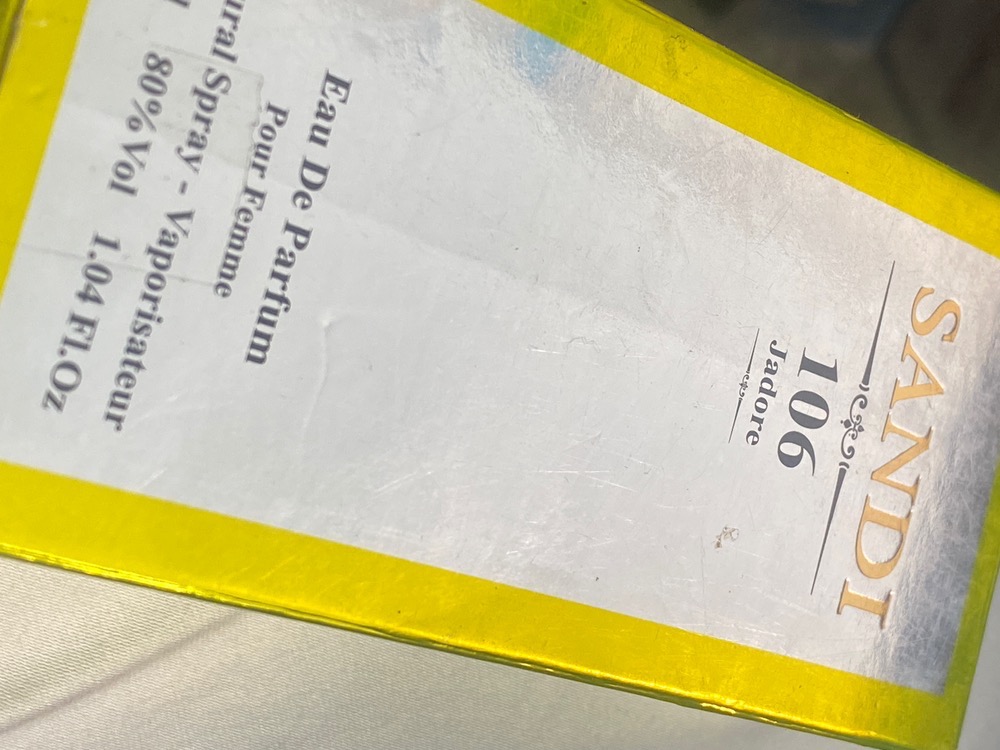 SANDI
106
Jadore
Eau De Parfum
Pour Femme
ural Spray - Vaporisateur
80% Vol 1.04 Fl.Oz